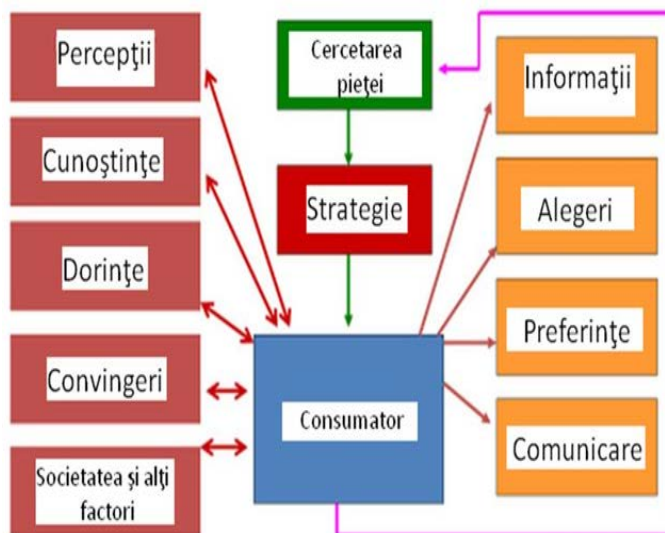 Percepţii
Cunoştinţe
Dorinţe
Convingeri
Societatea şi alţi
factori
Cercetarea
pieţei
Strategie
Consumator
Informaţii
Alegeri
Preferinţe
Comunicare